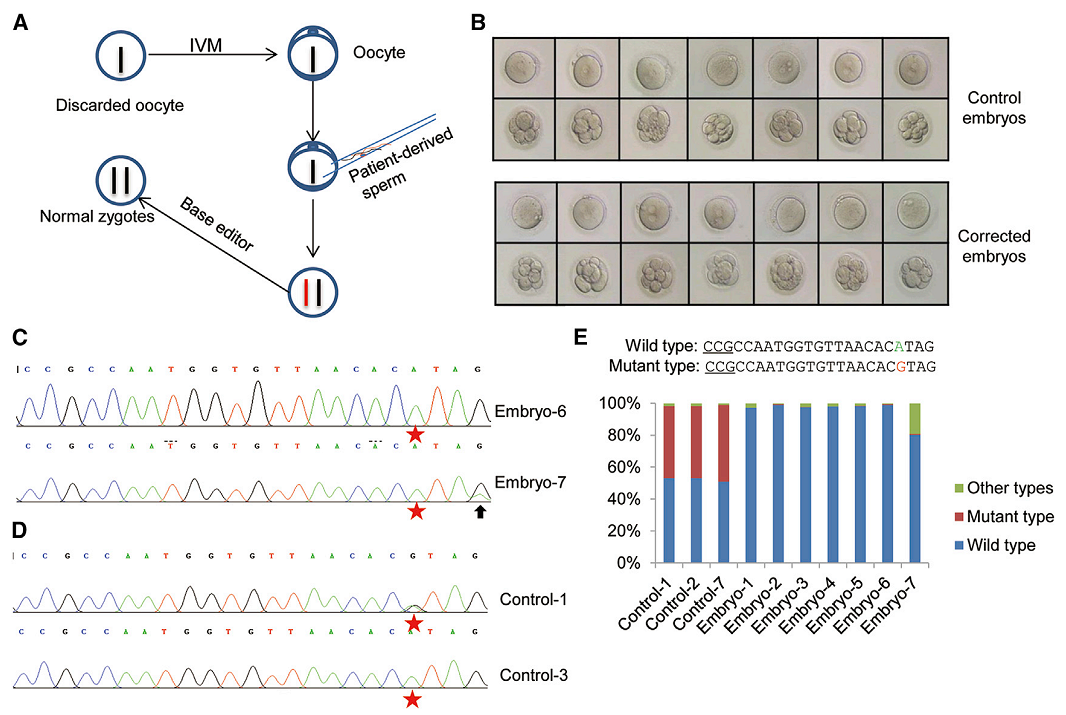 A
IVM
Oocyte
Discarded oocyte
Patient-derived
sperm
Normal zygotes
Base editor
B
Control
embryos
Corrected
embryos
C
C C G C C A A T G G T G T T A A C A C A T A G
Embryo-6
C C G C C A A T G G T G T T A A C A C A T A G
Embryo-7
D
C C G C C A A T G G T G T T A A C A C G T A G
Control-1
C C G C C A A T G G T G T T A A C A C A T A G
Control-3
E
Wild type: CCGCCAATGGTGTTAACACATAG
Mutant type: CCGCCAATGGTGTTAACACGTAG
100%
80%
60%
40%
20%
0%
Other types
Mutant type
Wild type
Control-1
Control-2
Control-7
Embryo-1
Embryo-2
Embryo-3
Embryo-4
Embryo-5
Embryo-6
Embryo-7